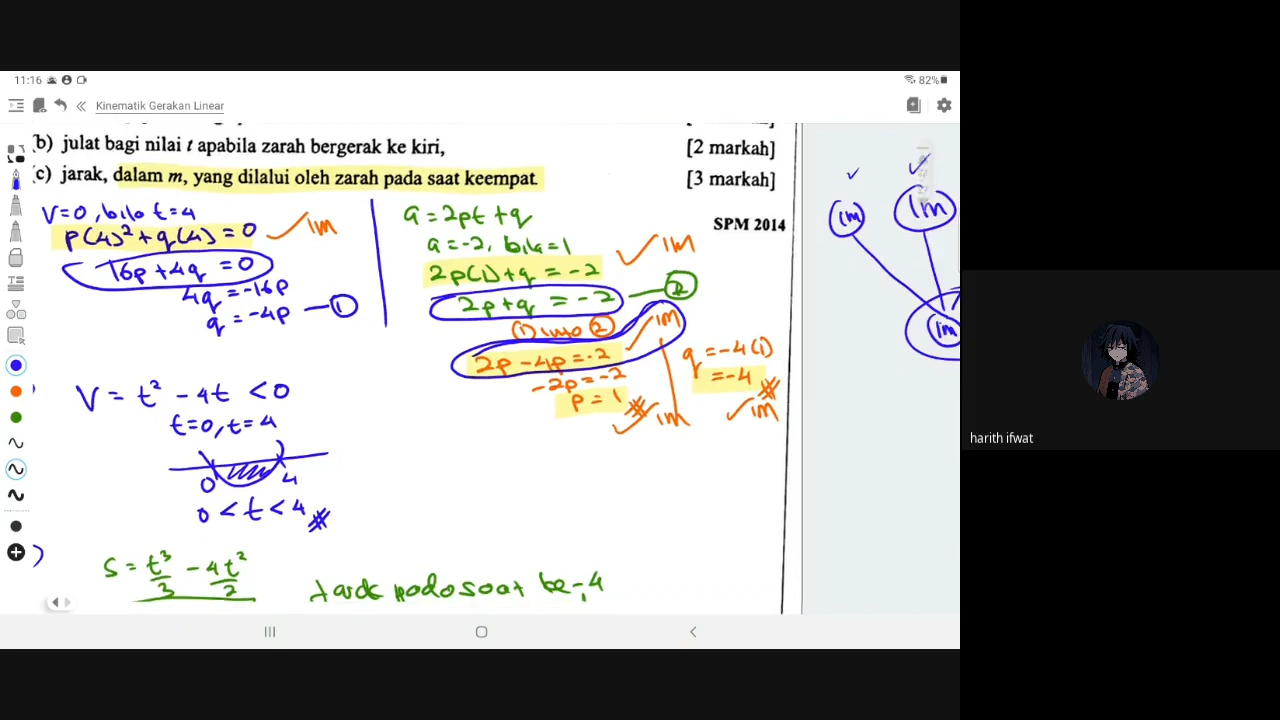 11:16
82%
Kinematik Gerakan Linear
b) julat bagi nilai t apabila zarah bergerak ke kiri, [2 markah]
(c) jarak, dalam m, yang dilalui oleh zarah pada saat keempat. [3 markah]
SPM 2014
V=0, bila t=4
p(4)² + q(4) = 0 1m
16p + 4q = 0
4q = -16p
q = -4p — ①
a = 2pt + q
a = -2, bila = 1
2p(1) + q = -2 1m
2p + q = -2 — ②
① into ②
2p - 4p = -2 1m
-2p = -2
p = 1 1m
q = -4(1)
= -4
1m
V = t² - 4t < 0
t=0, t=4
0 4
0 < t < 4
)
)
S = t³/3 - 4t²/2
pada saat ke-4
1m 1m
1m
harith ifwat